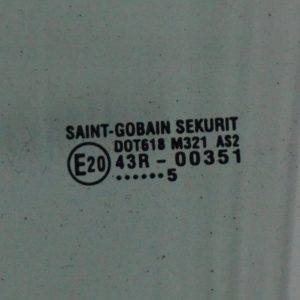 SAINT-GOBAIN SEKURIT
DOT618 M321 AS2
E20 43R - 00351
......5